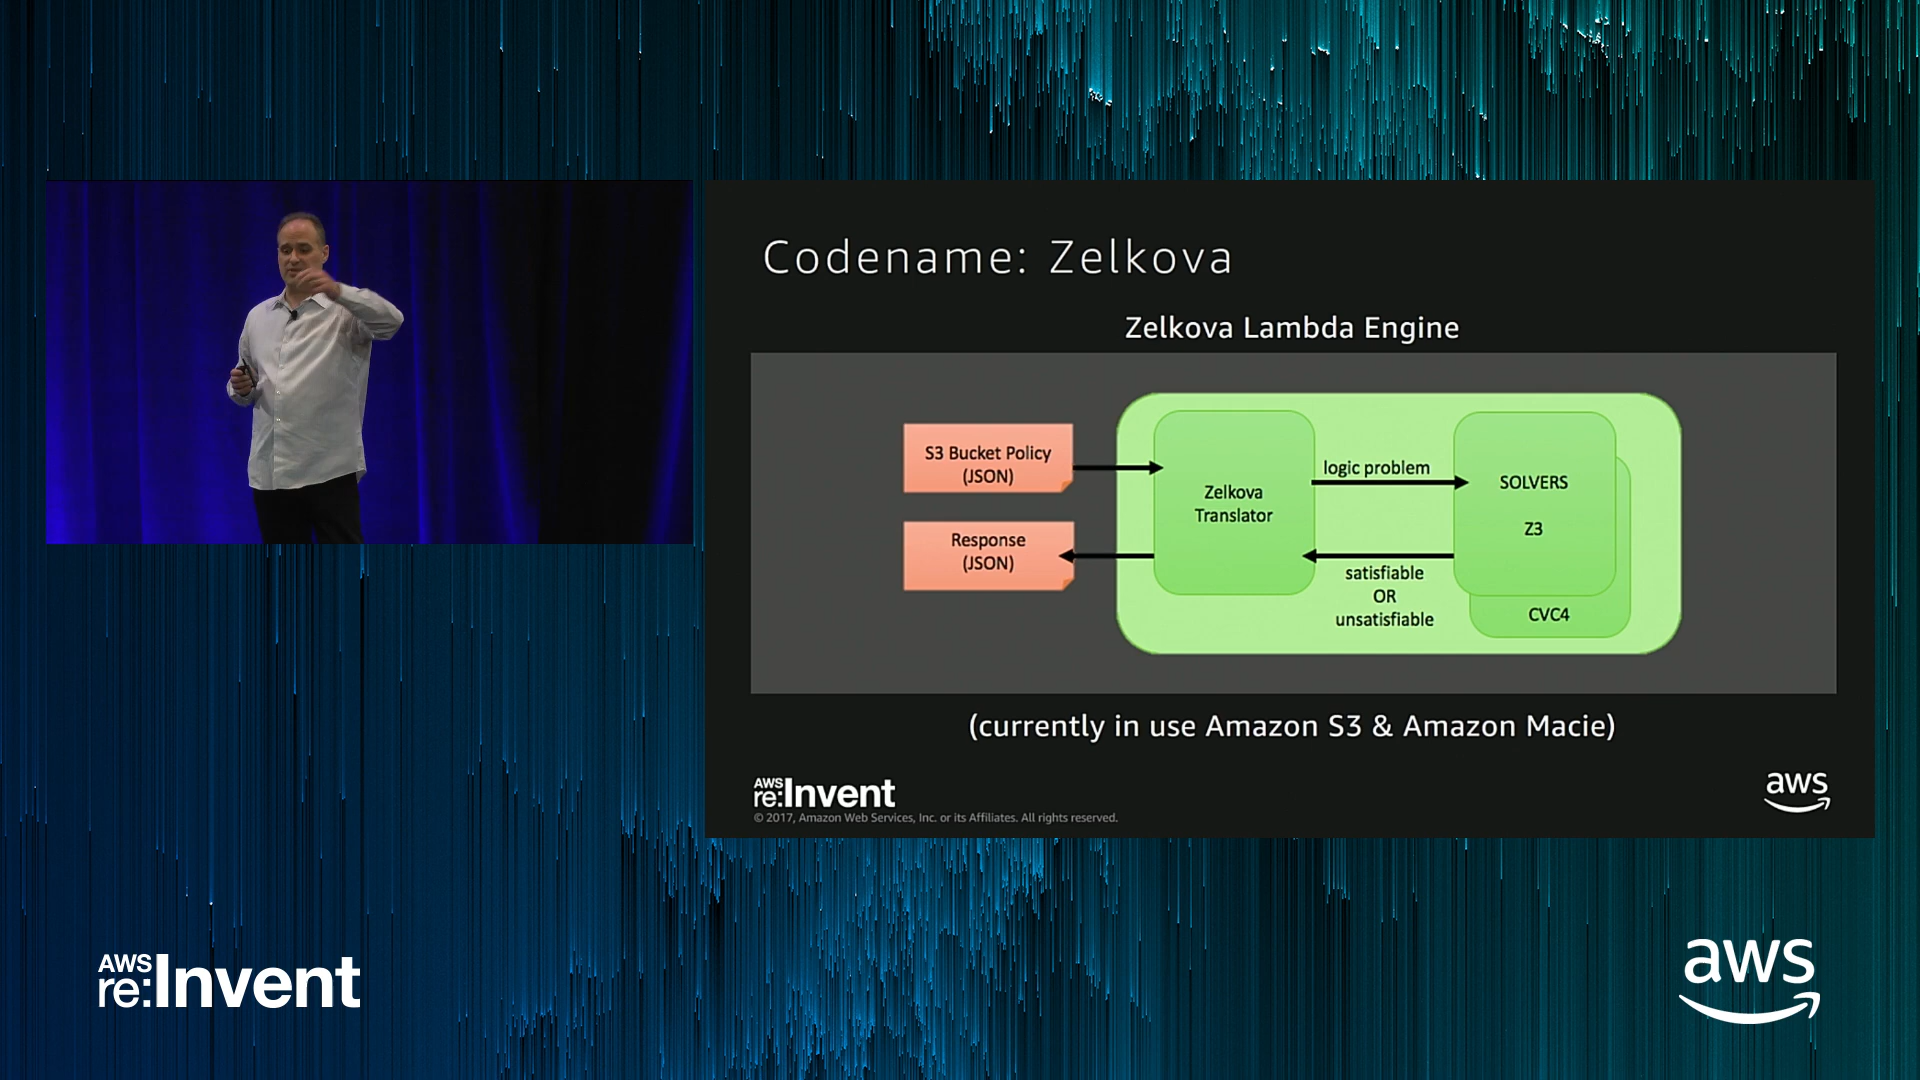 Codename: Zelkova
Zelkova Lambda Engine
S3 Bucket Policy
(JSON)
Response
(JSON)
Zelkova
Translator
logic problem
satisfiable
OR
unsatisfiable
SOLVERS
Z3
CVC4
(currently in use Amazon S3 & Amazon Macie)
AWS
re:Invent
© 2017, Amazon Web Services, Inc. or its Affiliates. All rights reserved.
aws
AWS
re:Invent
aws